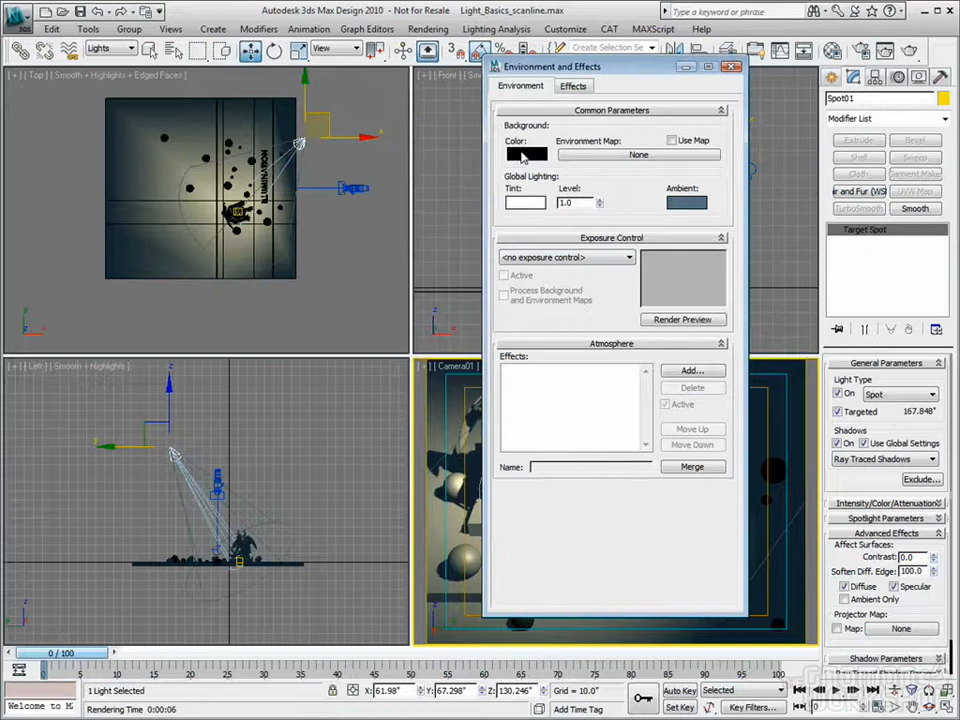 Autodesk 3ds Max Design 2010 - Not for Resale Light_Basics_scanline.max
Type a keyword or phrase
Edit Tools Group Views Create Modifiers Animation Graph Editors Rendering Lighting Analysis Customize CAT MAXScript Help
Lights View Create Selection Se
[ + ] [ Top ] [ Smooth + Highlights + Edged Faces ]
ILLUMINATION
[ + ] [ Left ] [ Smooth + Highlights ]
[ + ] [ Camera01 ]
Environment and Effects
Environment Effects
Common Parameters
Background:
Color: Environment Map: Use Map
None
Global Lighting:
Tint: Level: Ambient:
1.0
Exposure Control
<no exposure control>
Active
Process Background
and Environment Maps
Render Preview
Atmosphere
Effects:
Add...
Delete
Active
Move Up
Move Down
Name: Merge
Spot01
Modifier List
Extrude Bevel
Shell Sweep
Cloth Garment Make
ir and Fur (WS UVW Map
TurboSmooth Smooth
Target Spot
General Parameters
Light Type
On Spot
Targeted 167.848"
Shadows
On Use Global Settings
Ray Traced Shadows
Exclude...
Intensity/Color/Attenuation
Spotlight Parameters
Advanced Effects
Affect Surfaces:
Contrast: 0.0
Soften Diff. Edge: 100.0
Diffuse Specular
Ambient Only
Projector Map:
Map: None
Shadow Parameters
0 / 100
0 5 10 15 20 25 30 35 40 45 50 55 60 65 70 75 80 85 90 95 100
1 Light Selected X: 61.98" Y: 67.298" Z: 130.246" Grid = 10.0" Auto Key Selected
Welcome to M Rendering Time 0:00:06 Add Time Tag Set Key Key Filters...